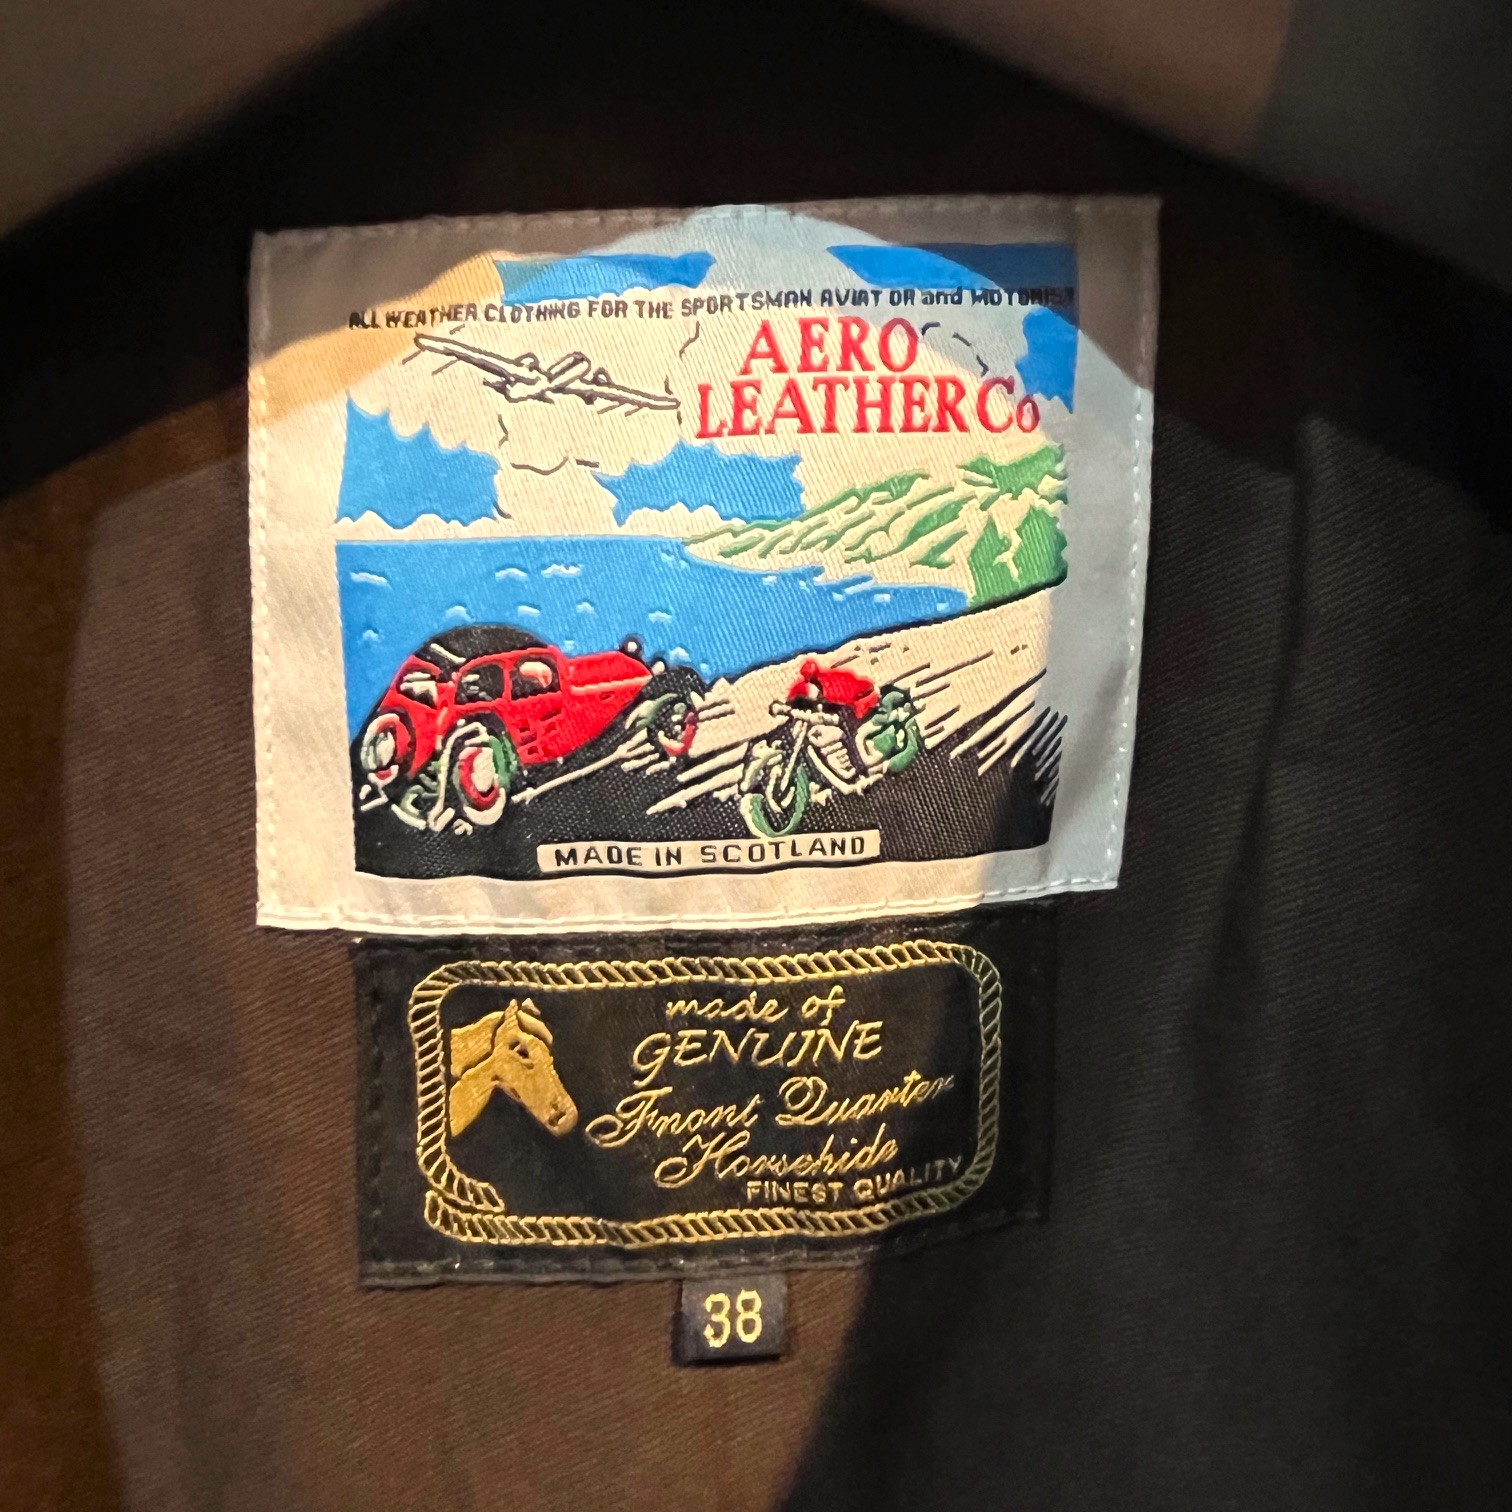 ALL WEATHER CLOTHING FOR THE SPORTSMAN AVIATOR and MOTORIST
AERO
LEATHER Co
MADE IN SCOTLAND
made of
GENUINE
Front Quarter
Horsehide
FINEST QUALITY
38